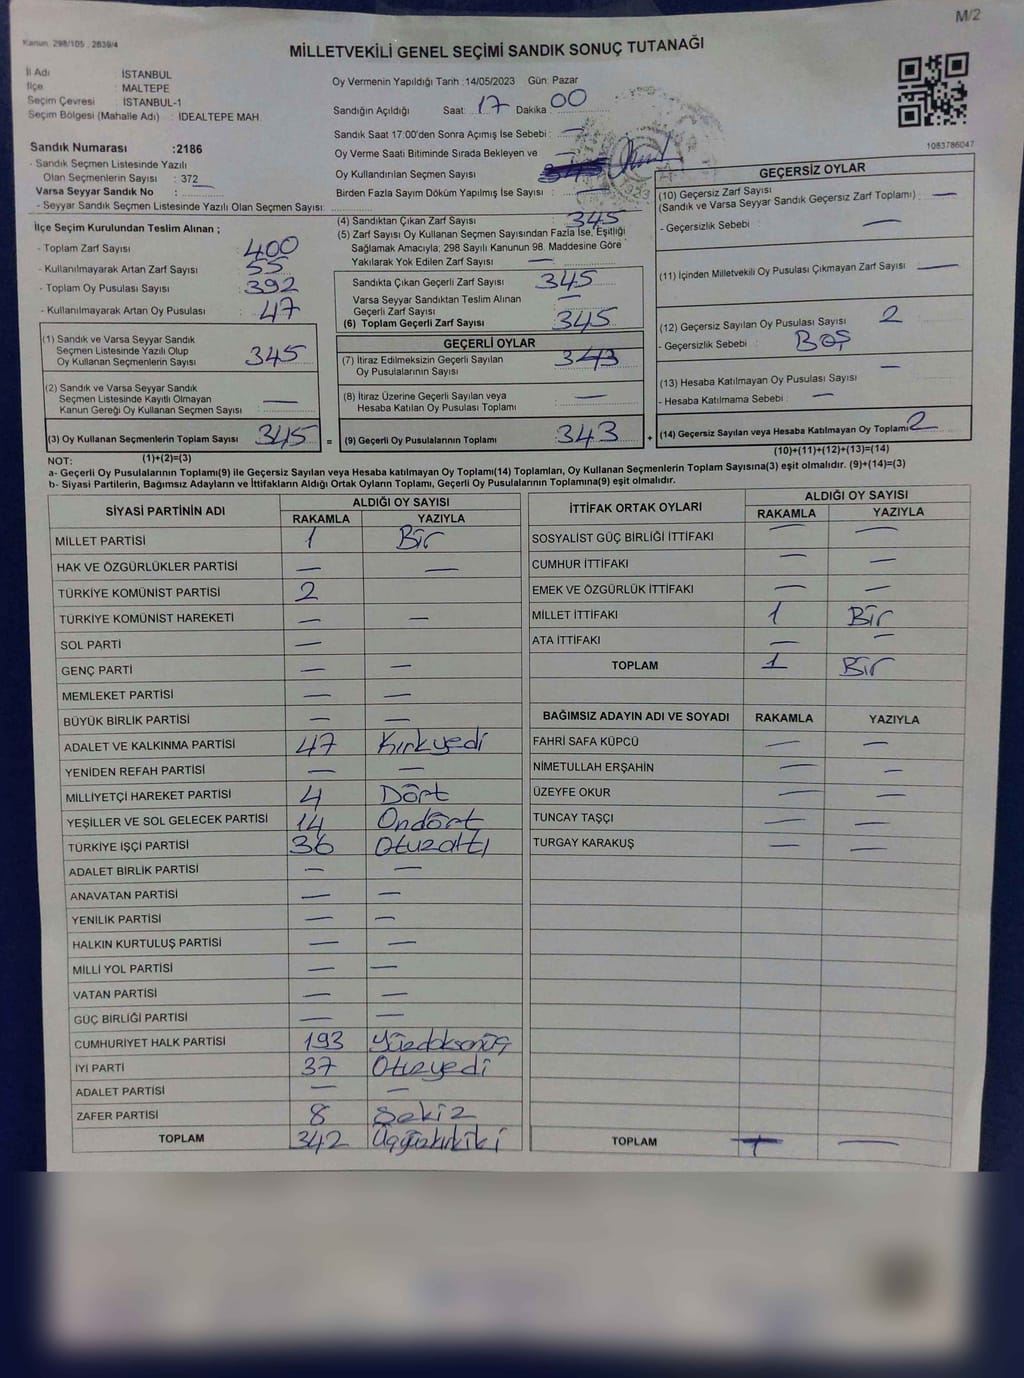 M/2
Kanun: 298/105 2839/4
MİLLETVEKİLİ GENEL SEÇİMİ SANDIK SONUÇ TUTANAĞI
İl Adı : İSTANBUL
İlçe : MALTEPE
Seçim Çevresi : İSTANBUL-1
Seçim Bölgesi (Mahalle Adı) : İDEALTEPE MAH.
Oy Vermenin Yapıldığı Tarih :14/05/2023 Gün: Pazar
Sandığın Açıldığı Saat: 17 Dakika: 00
Sandık Saat 17:00'den Sonra Açımış İse Sebebi : —
Oy Verme Saati Bitiminde Sırada Bekleyen ve
Oy Kullandırılan Seçmen Sayısı :
Birden Fazla Sayım Döküm Yapılmış İse Sayısı : —
1083786047
Sandık Numarası :2186
- Sandık Seçmen Listesinde Yazılı
Olan Seçmenlerin Sayısı : 372
Varsa Seyyar Sandık No : —
- Seyyar Sandık Seçmen Listesinde Yazılı Olan Seçmen Sayısı:
İlçe Seçim Kurulundan Teslim Alınan ;
- Toplam Zarf Sayısı : 400
- Kullanılmayarak Artan Zarf Sayısı : 55
- Toplam Oy Pusulası Sayısı : 392
- Kullanılmayarak Artan Oy Pusulası : 47
(1) Sandık ve Varsa Seyyar Sandık
Seçmen Listesinde Yazılı Olup
Oy Kullanan Seçmenlerin Sayısı : 345
(2) Sandık ve Varsa Seyyar Sandık
Seçmen Listesinde Kayıtlı Olmayan
Kanun Gereği Oy Kullanan Seçmen Sayısı : —
(3) Oy Kullanan Seçmenlerin Toplam Sayısı : 345 =
(1)+(2)=(3)
(4) Sandıktan Çıkan Zarf Sayısı : 345
(5) Zarf Sayısı Oy Kullanan Seçmen Sayısından Fazla İse, Eşitliği
Sağlamak Amacıyla; 298 Sayılı Kanunun 98. Maddesine Göre
Yakılarak Yok Edilen Zarf Sayısı : —
Sandıkta Çıkan Geçerli Zarf Sayısı : 345
Varsa Seyyar Sandıktan Teslim Alınan
Geçerli Zarf Sayısı : —
(6) Toplam Geçerli Zarf Sayısı : 345
GEÇERLİ OYLAR
(7) İtiraz Edilmeksizin Geçerli Sayılan
Oy Pusulalarının Sayısı : 343
(8) İtiraz Üzerine Geçerli Sayılan veya
Hesaba Katılan Oy Pusulası Toplamı : —
(9) Geçerli Oy Pusulalarının Toplamı : 343 +
GEÇERSİZ OYLAR
(10) Geçersiz Zarf Sayısı : —
(Sandık ve Varsa Seyyar Sandık Geçersiz Zarf Toplamı)
- Geçersizlik Sebebi : —
(11) İçinden Milletvekili Oy Pusulası Çıkmayan Zarf Sayısı : —
(12) Geçersiz Sayılan Oy Pusulası Sayısı : 2
- Geçersizlik Sebebi : BOŞ
(13) Hesaba Katılmayan Oy Pusulası Sayısı : —
- Hesaba Katılmama Sebebi : —
(14) Geçersiz Sayılan veya Hesaba Katılmayan Oy Toplamı: 2
(10)+(11)+(12)+(13)=(14)
NOT:
a- Geçerli Oy Pusulalarının Toplamı(9) ile Geçersiz Sayılan veya Hesaba katılmayan Oy Toplamı(14) Toplamları, Oy Kullanan Seçmenlerin Toplam Sayısına(3) eşit olmalıdır. (9)+(14)=(3)
b- Siyasi Partilerin, Bağımsız Adayların ve İttifakların Aldığı Ortak Oyların Toplamı, Geçerli Oy Pusulalarının Toplamına(9) eşit olmalıdır.
SİYASİ PARTİNİN ADI ALDIĞI OY SAYISI
RAKAMLA YAZIYLA
MİLLET PARTİSİ 1 Bir
HAK VE ÖZGÜRLÜKLER PARTİSİ — —
TÜRKİYE KOMÜNİST PARTİSİ 2
TÜRKİYE KOMÜNİST HAREKETİ — —
SOL PARTİ —
GENÇ PARTİ — —
MEMLEKET PARTİSİ — —
BÜYÜK BİRLİK PARTİSİ — —
ADALET VE KALKINMA PARTİSİ 47 Kırkyedi
YENİDEN REFAH PARTİSİ — —
MİLLİYETÇİ HAREKET PARTİSİ 4 Dört
YEŞİLLER VE SOL GELECEK PARTİSİ 14 Ondört
TÜRKİYE İŞÇİ PARTİSİ 36 Otuzaltı
ADALET BİRLİK PARTİSİ — —
ANAVATAN PARTİSİ — —
YENİLİK PARTİSİ — —
HALKIN KURTULUŞ PARTİSİ — —
MİLLİ YOL PARTİSİ — —
VATAN PARTİSİ — —
GÜÇ BİRLİĞİ PARTİSİ — —
CUMHURİYET HALK PARTİSİ 193 Yüzdoksanüç
İYİ PARTİ 37 Otuzyedi
ADALET PARTİSİ — —
ZAFER PARTİSİ 8 Sekiz
TOPLAM 342 Üçyüzkırkiki
İTTİFAK ORTAK OYLARI ALDIĞI OY SAYISI
RAKAMLA YAZIYLA
SOSYALİST GÜÇ BİRLİĞİ İTTİFAKI — —
CUMHUR İTTİFAKI — —
EMEK VE ÖZGÜRLÜK İTTİFAKI — —
MİLLET İTTİFAKI 1 Bir
ATA İTTİFAKI — —
TOPLAM 1 Bir
BAĞIMSIZ ADAYIN ADI VE SOYADI RAKAMLA YAZIYLA
FAHRİ SAFA KÜPCÜ — —
NİMETULLAH ERŞAHİN — —
ÜZEYFE OKUR — —
TUNCAY TAŞÇI — —
TURGAY KARAKUŞ — —
TOPLAM —